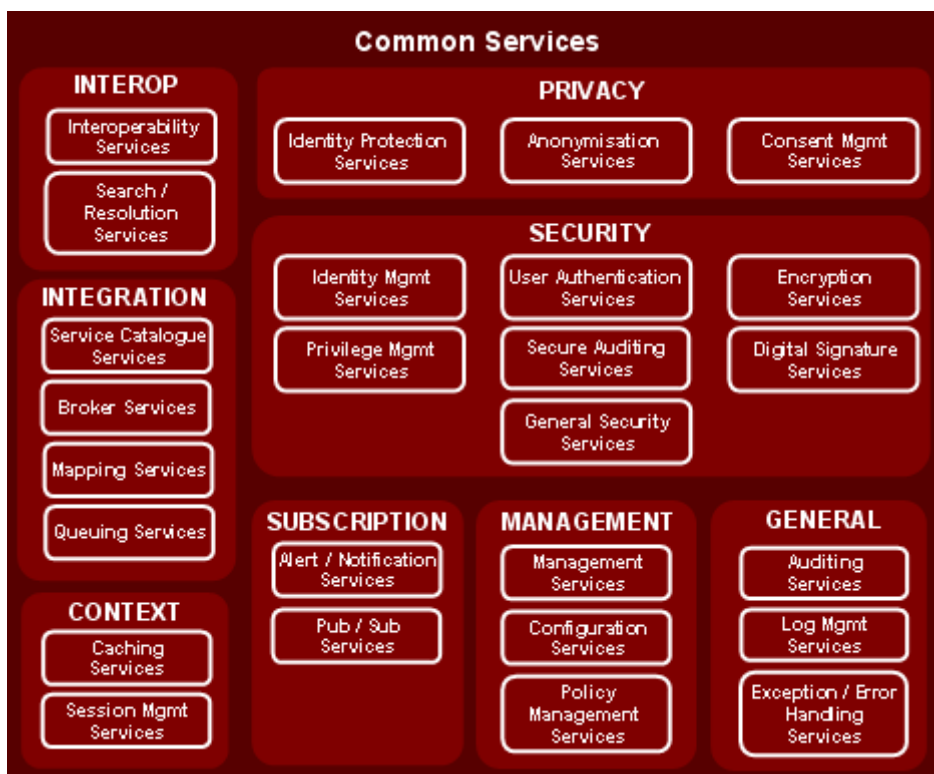 Common Services
INTEROP
Interoperability
Services
Search /
Resolution
Services
PRIVACY
Identity Protection
Services
Anonymisation
Services
Consent Mgmt
Services
SECURITY
Identity Mgmt
Services
User Authentication
Services
Encryption
Services
Privilege Mgmt
Services
Secure Auditing
Services
Digital Signature
Services
General Security
Services
INTEGRATION
Service Catalogue
Services
Broker Services
Mapping Services
Queuing Services
CONTEXT
Caching
Services
Session Mgmt
Services
SUBSCRIPTION
Alert / Notification
Services
Pub / Sub
Services
MANAGEMENT
Management
Services
Configuration
Services
Policy
Management
Services
GENERAL
Auditing
Services
Log Mgmt
Services
Exception / Error
Handling
Services